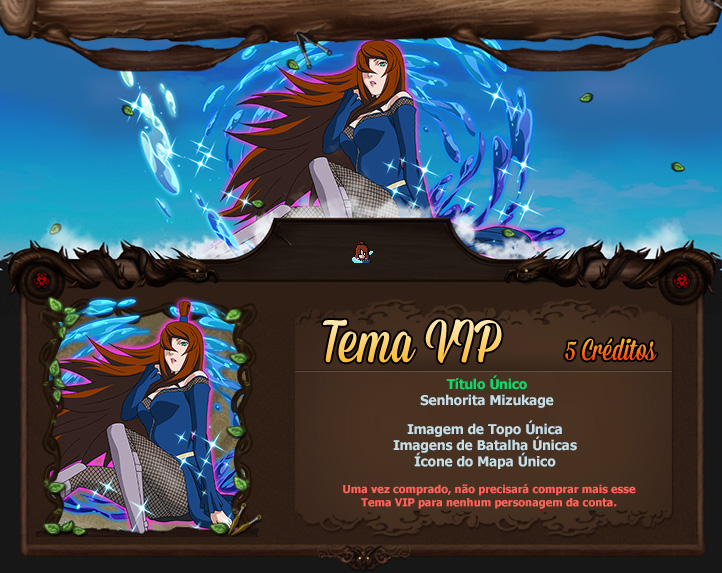 Tema VIP
5 Créditos
Título Único
Senhorita Mizukage
Imagem de Topo Única
Imagens de Batalha Únicas
Ícone do Mapa Único
Uma vez comprado, não precisará comprar mais esse
Tema VIP para nenhum personagem da conta.